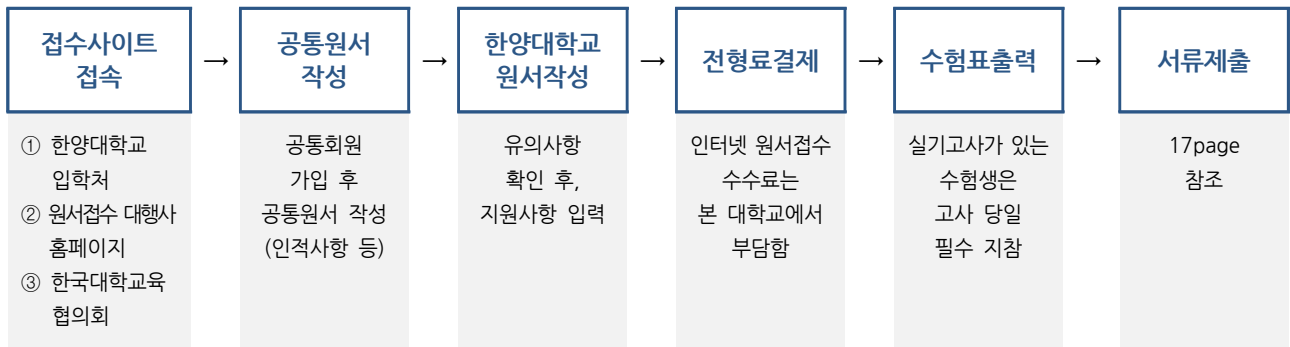 접수사이트
접속
→
공통원서
작성
→
한양대학교
원서작성
→
전형료결제
→
수험표출력
→
서류제출
① 한양대학교
입학처
② 원서접수 대행사
홈페이지
③ 한국대학교육
협의회
공통회원
가입 후
공통원서 작성
(인적사항 등)
유의사항
확인 후,
지원사항 입력
인터넷 원서접수
수수료는
본 대학교에서
부담함
실기고사가 있는
수험생은
고사 당일
필수 지참
17page
참조